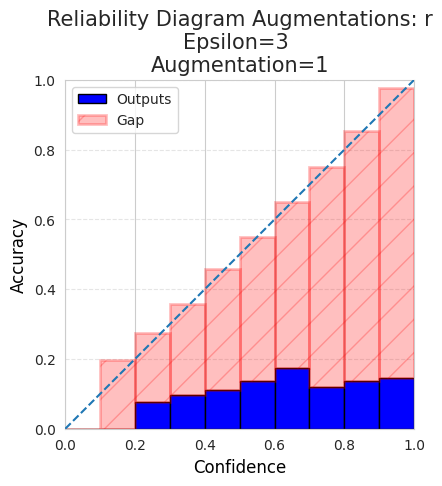 Reliability Diagram Augmentations: r
Epsilon=3
Augmentation=1
Outputs
Gap
Accuracy
1.0
0.8
0.6
0.4
0.2
0.0
0.0 0.2 0.4 0.6 0.8 1.0
Confidence